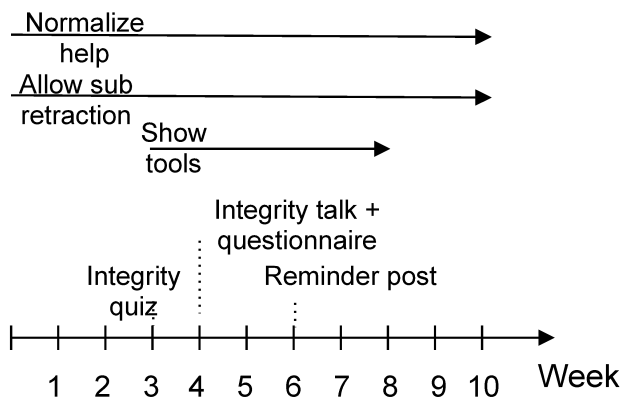 Normalize
help
Allow sub
retraction
Show
tools
Integrity talk +
questionnaire
Integrity
quiz
Reminder post
1 2 3 4 5 6 7 8 9 10 Week